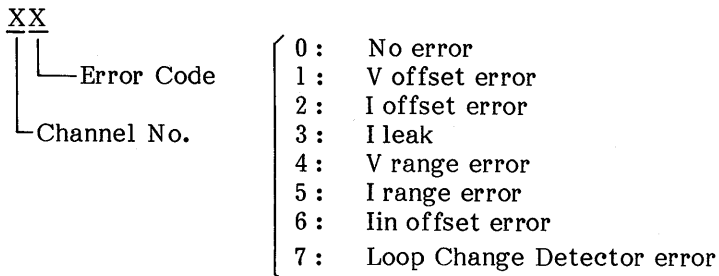 XX
Error Code
Channel No.
0 : No error
1 : V offset error
2 : I offset error
3 : I leak
4 : V range error
5 : I range error
6 : Iin offset error
7 : Loop Change Detector error